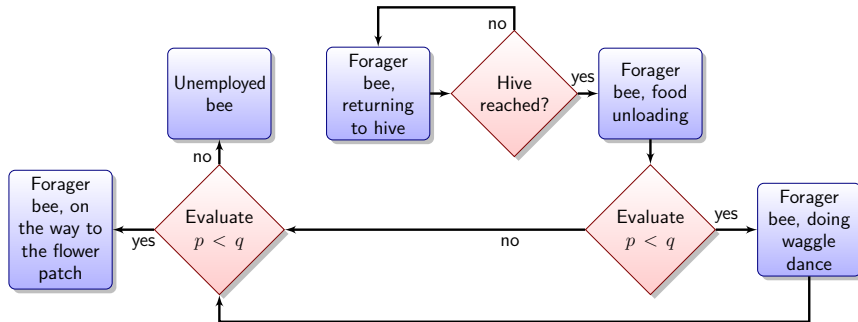 no
Forager
bee,
returning
to hive
Hive
reached?
yes
Forager
bee, food
unloading
Unemployed
bee
no
Forager
bee, on
the way to
the flower
patch
yes
Evaluate
p < q
no
Evaluate
p < q
yes
Forager
bee, doing
waggle
dance